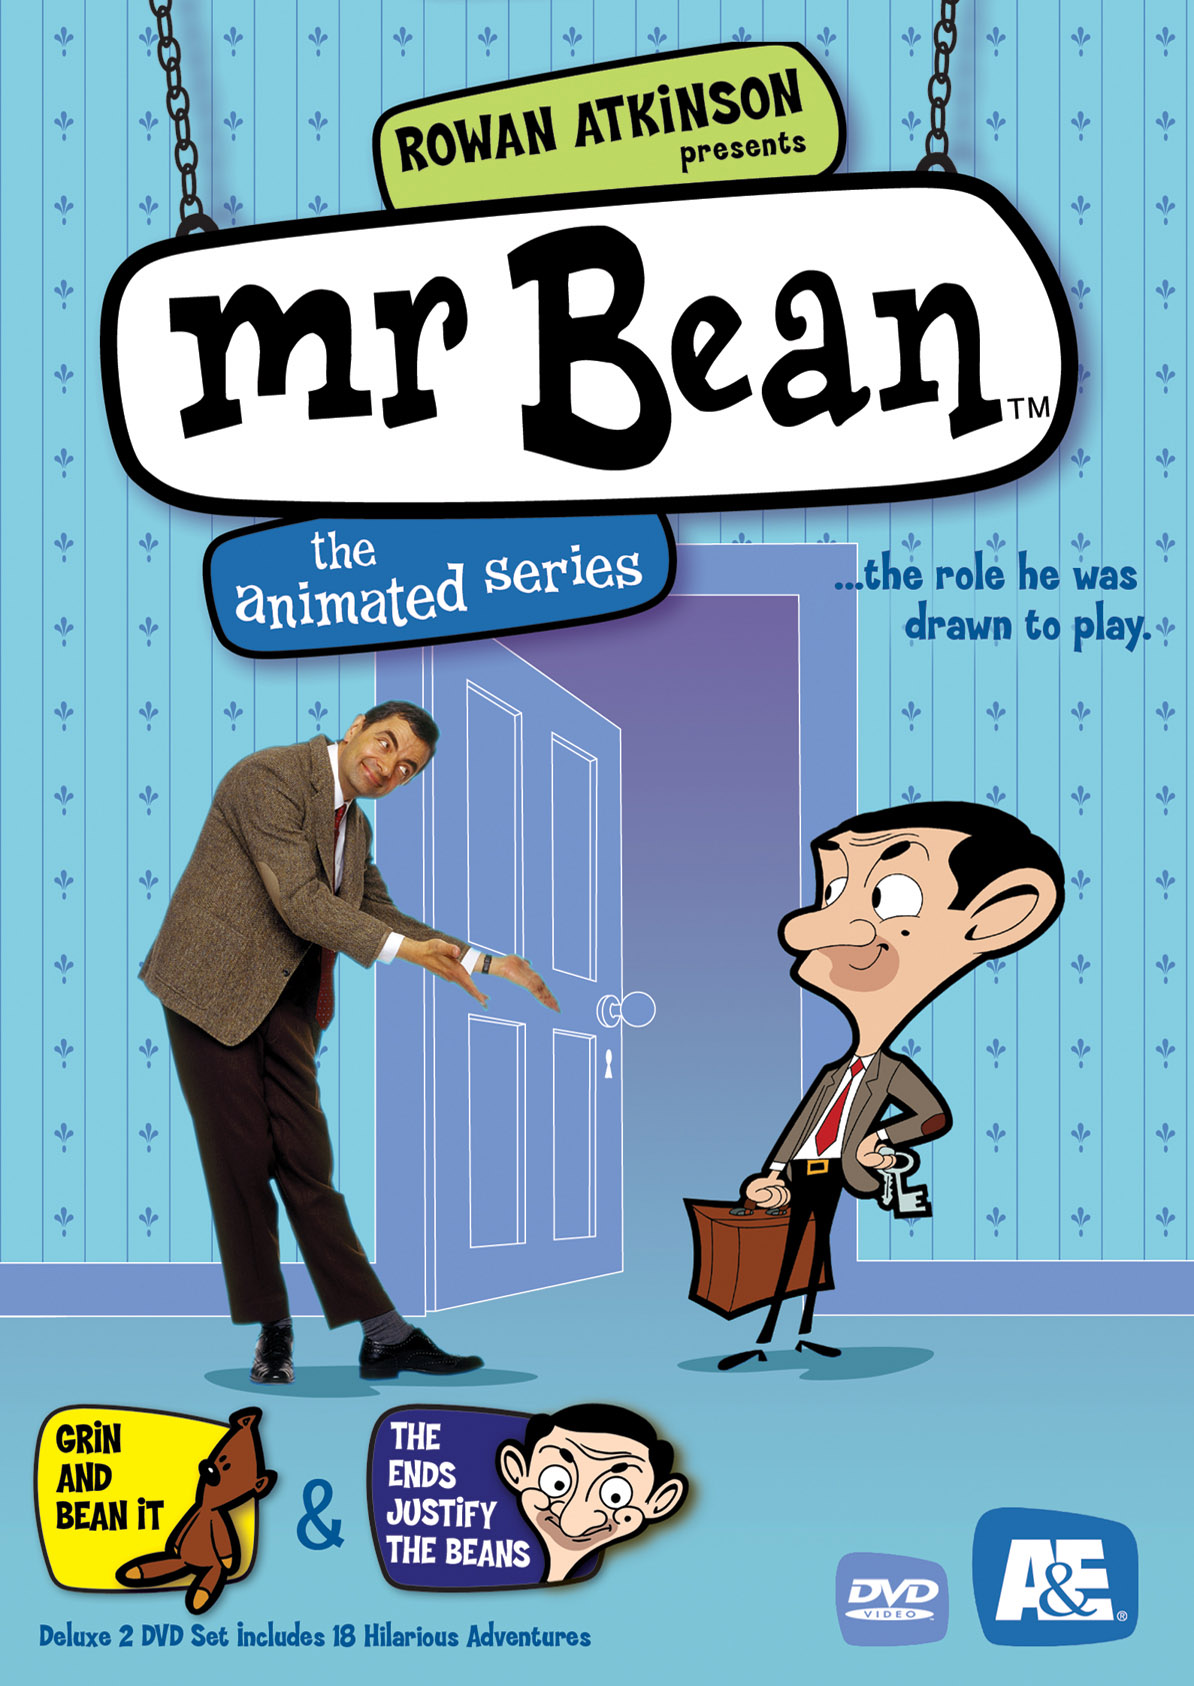 ROWAN ATKiNSON
presents
mr Bean TM
the
animated series
...the role he was
drawn to play.
GRiN
AND
BEAN iT
&
THE
ENDS
JUSTiFY
THE BEANS
DVD
VIDEO
A&E®
Deluxe 2 DVD Set includes 18 Hilarious Adventures